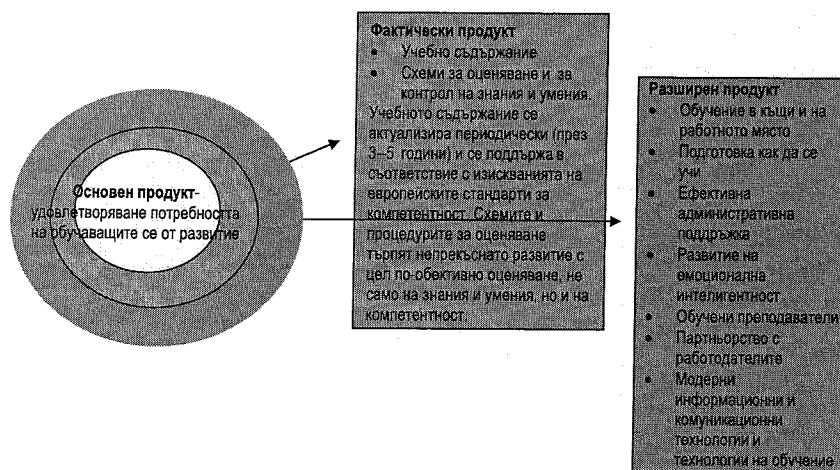 Основен продукт-
удовлетворяване потребността
на обучаващите се от развитие
Фактически продукт
• Учебно съдържание
• Схеми за оценяване и за
контрол на знания и умения.
Учебното съдържание се
актуализира периодически (през
3–5 години) и се поддържа в
съответствие с изискванията на
европейските стандарти за
компетентност. Схемите и
процедурите за оценяване
търпят непрекъснато развитие с
цел по-обективно оценяване, не
само на знания и умения, но и на
компетентност.
Разширен продукт
• Обучение в къщи и на
работното място
• Подготовка как да се
учи
• Ефективна
административна
поддръжка
• Развитие на
емоционална
интелигентност
• Обучени преподаватели
• Партньорство с
работодателите
• Модерни
информационни и
комуникационни
технологии и
технологии на обучение